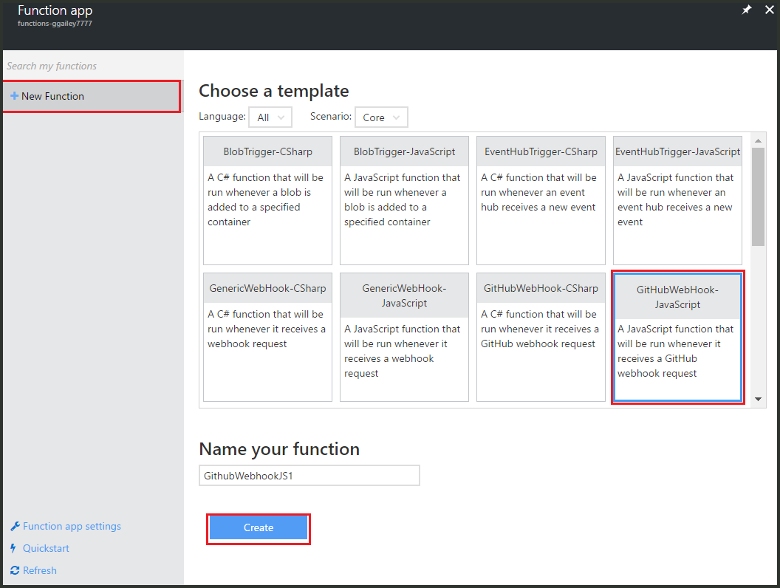 Function app
functions-ggailey7777
Search my functions
New Function
Choose a template
Language: All Scenario: Core
BlobTrigger-CSharp
A C# function that will be
run whenever a blob is
added to a specified
container
BlobTrigger-JavaScript
A JavaScript function that
will be run whenever a
blob is added to a
specified container
EventHubTrigger-CSharp
A C# function that will be
run whenever an event
hub receives a new event
EventHubTrigger-JavaScript
A JavaScript function that
will be run whenever an
event hub receives a new
event
GenericWebHook-CSharp
A C# function that will be
run whenever it receives a
webhook request
GenericWebHook-
JavaScript
A JavaScript function that
will be run whenever it
receives a webhook
request
GitHubWebHook-CSharp
A C# function that will be
run whenever it receives a
GitHub webhook request
GitHubWebHook-
JavaScript
A JavaScript function that
will be run whenever it
receives a GitHub
webhook request
Name your function
GithubWebhookJS1
Create
Function app settings
Quickstart
Refresh